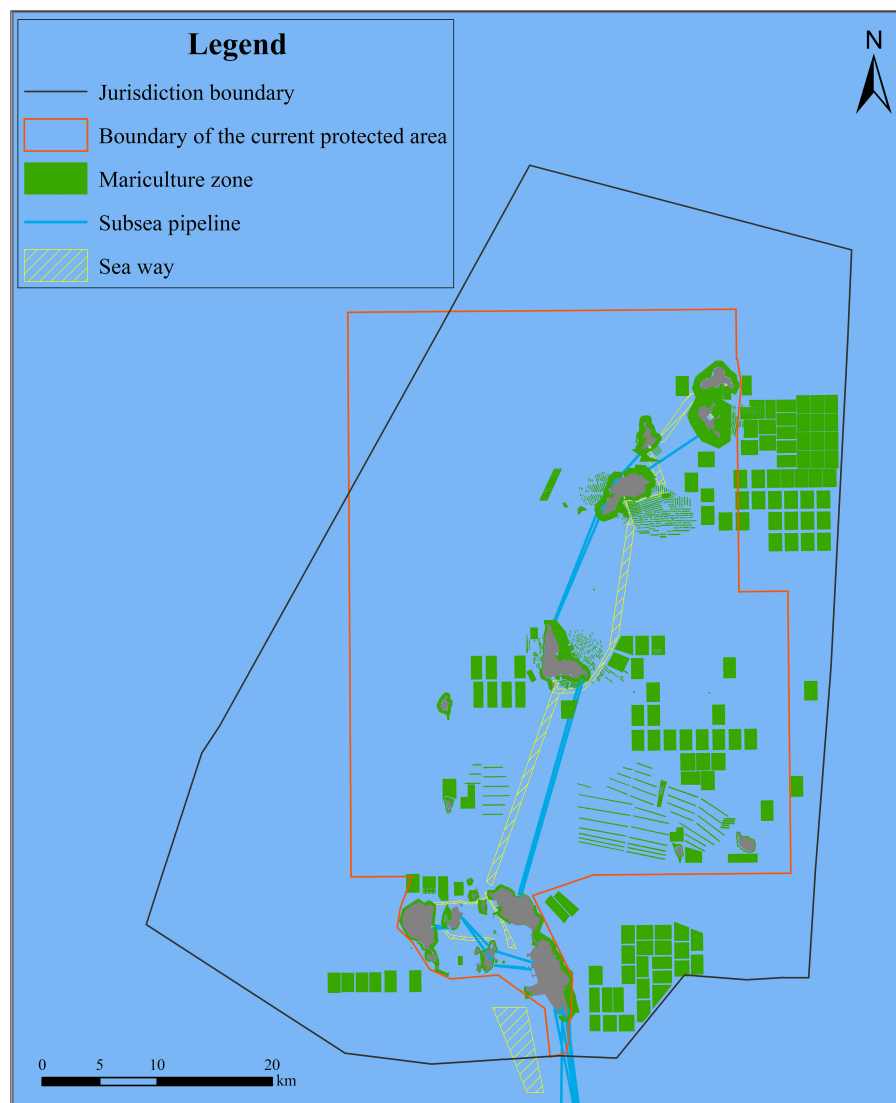 Legend
Jurisdiction boundary
Boundary of the current protected area
Mariculture zone
Subsea pipeline
Sea way
N
0 5 10 20
km